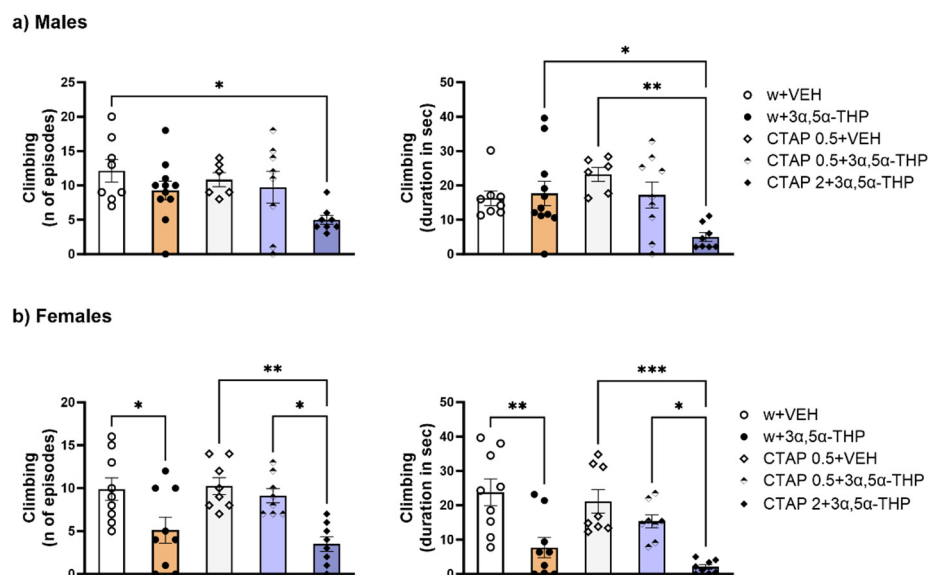 a) Males
*
Climbing
(n of episodes)
25
20
15
10
5
0
*
**
Climbing
(duration in sec)
50
40
30
20
10
0
w+VEH
w+3α,5α-THP
CTAP 0.5+VEH
CTAP 0.5+3α,5α-THP
CTAP 2+3α,5α-THP
b) Females
**
*
*
Climbing
(n of episodes)
20
15
10
5
0
***
**
*
Climbing
(duration in sec)
50
40
30
20
10
0
w+VEH
w+3α,5α-THP
CTAP 0.5+VEH
CTAP 0.5+3α,5α-THP
CTAP 2+3α,5α-THP